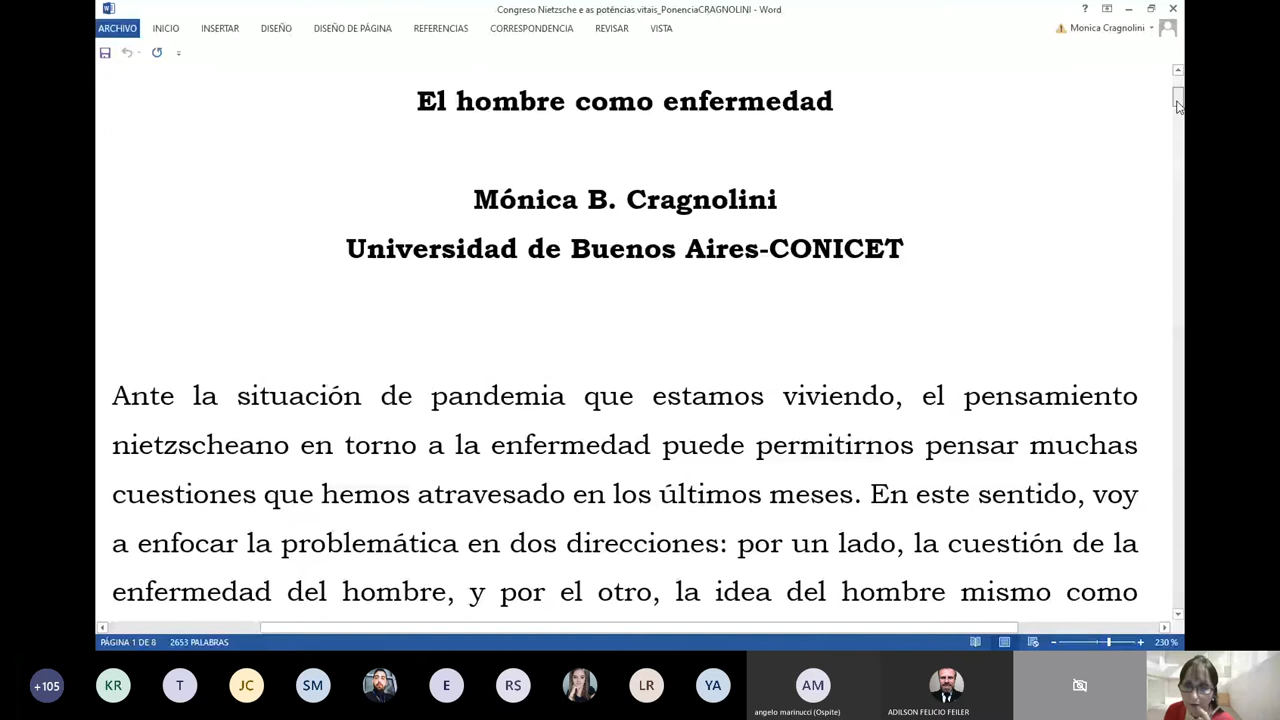 Congreso Nietzsche e as potências vitais_PonenciaCRAGNOLINI - Word
ARCHIVO INICIO INSERTAR DISEÑO DISEÑO DE PÁGINA REFERENCIAS CORRESPONDENCIA REVISAR VISTA Monica Cragnolini
El hombre como enfermedad
Mónica B. Cragnolini
Universidad de Buenos Aires-CONICET
Ante la situación de pandemia que estamos viviendo, el pensamiento
nietzscheano en torno a la enfermedad puede permitirnos pensar muchas
cuestiones que hemos atravesado en los últimos meses. En este sentido, voy
a enfocar la problemática en dos direcciones: por un lado, la cuestión de la
enfermedad del hombre, y por el otro, la idea del hombre mismo como
PÁGINA 1 DE 8 2653 PALABRAS 230 %
+105 KR T JC SM E RS LR YA AM
angelo marinucci (Ospite) ADILSON FELICIO FEILER